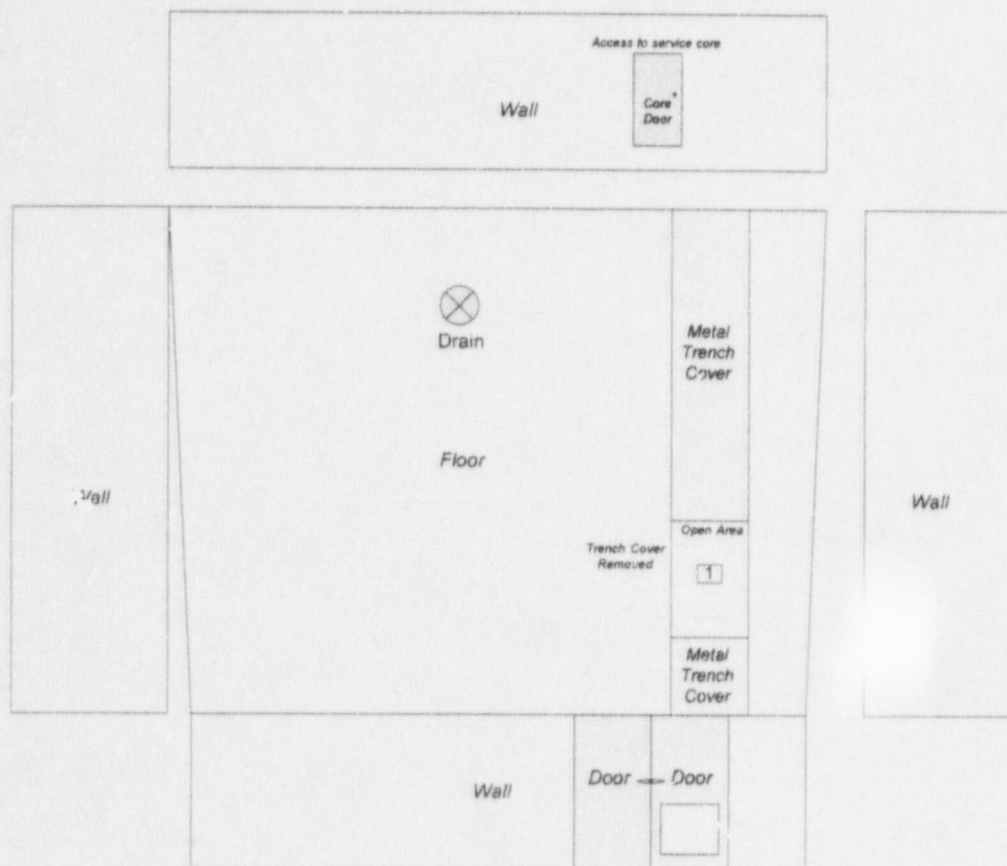 Access to service core
Wall
Core*
Door
Drain
Metal
Trench
Cover
Floor
Wall
Wall
Open Area
Trench Cover
Removed
1
Metal
Trench
Cover
Wall
Door
Door